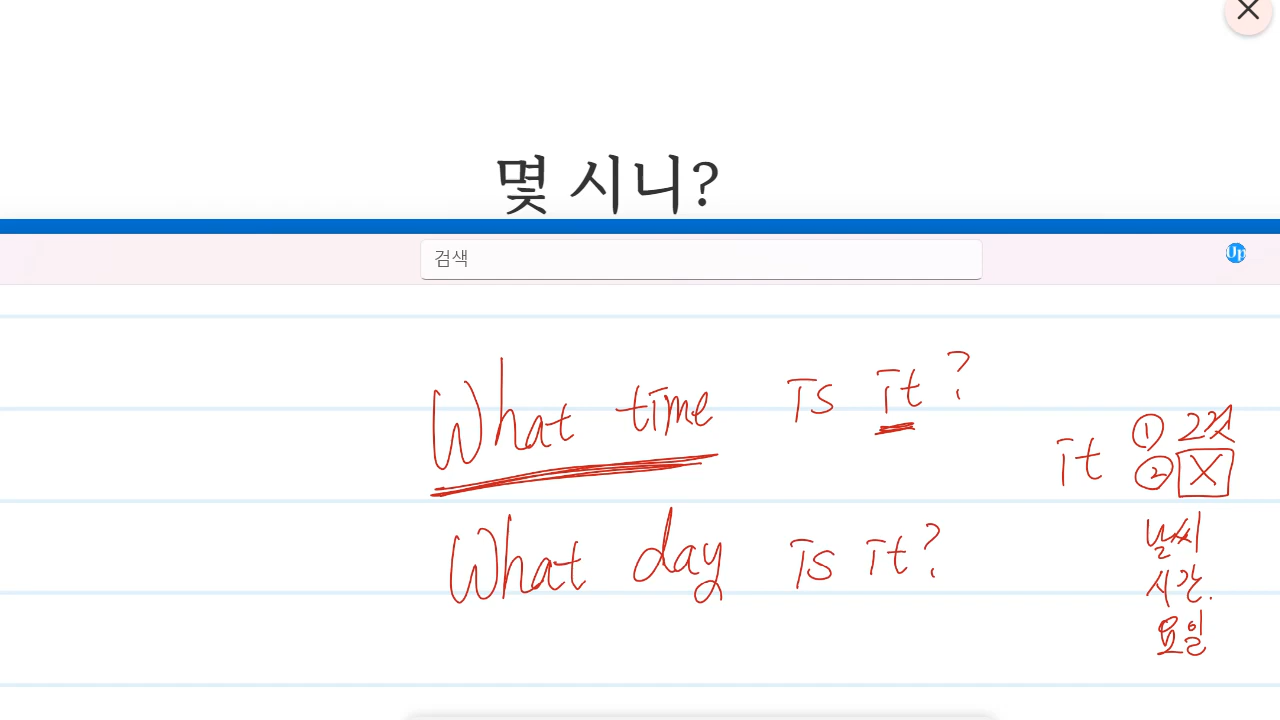 몇 시니?
검색
Up
What time is it?
it ① 그것
② X
What day is it?
날씨
시간.
요일